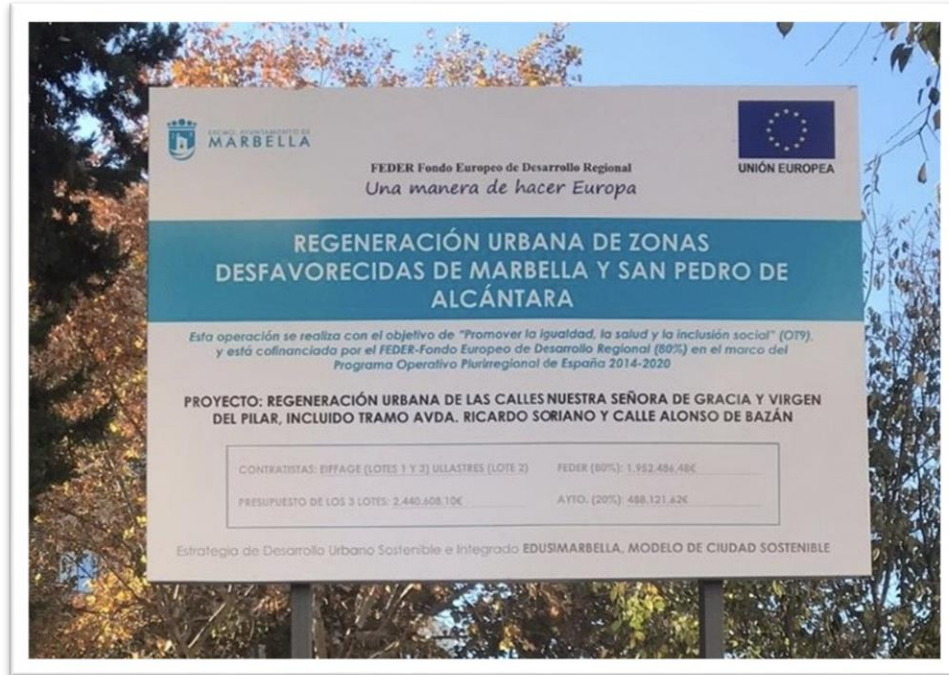 EXCMO. AYUNTAMIENTO DE
MARBELLA
UNIÓN EUROPEA
FEDER Fondo Europeo de Desarrollo Regional
Una manera de hacer Europa
REGENERACIÓN URBANA DE ZONAS
DESFAVORECIDAS DE MARBELLA Y SAN PEDRO DE
ALCÁNTARA
Esta operación se realiza con el objetivo de "Promover la igualdad, la salud y la inclusión social" (OT9),
y está cofinanciada por el FEDER-Fondo Europeo de Desarrollo Regional (80%) en el marco del
Programa Operativo Plurirregional de España 2014-2020
PROYECTO: REGENERACIÓN URBANA DE LAS CALLES NUESTRA SEÑORA DE GRACIA Y VIRGEN
DEL PILAR, INCLUIDO TRAMO AVDA. RICARDO SORIANO Y CALLE ALONSO DE BAZÁN
CONTRATISTAS: EIFFAGE (LOTES 1 Y 3) ULLASTRES (LOTE 2) FEDER (80%): 1.952.486,48€
PRESUPUESTO DE LOS 3 LOTES: 2.440.608,10€ AYTO. (20%): 488.121,62€
Estrategia de Desarrollo Urbano Sostenible e Integrado EDUSIMARBELLA, MODELO DE CIUDAD SOSTENIBLE